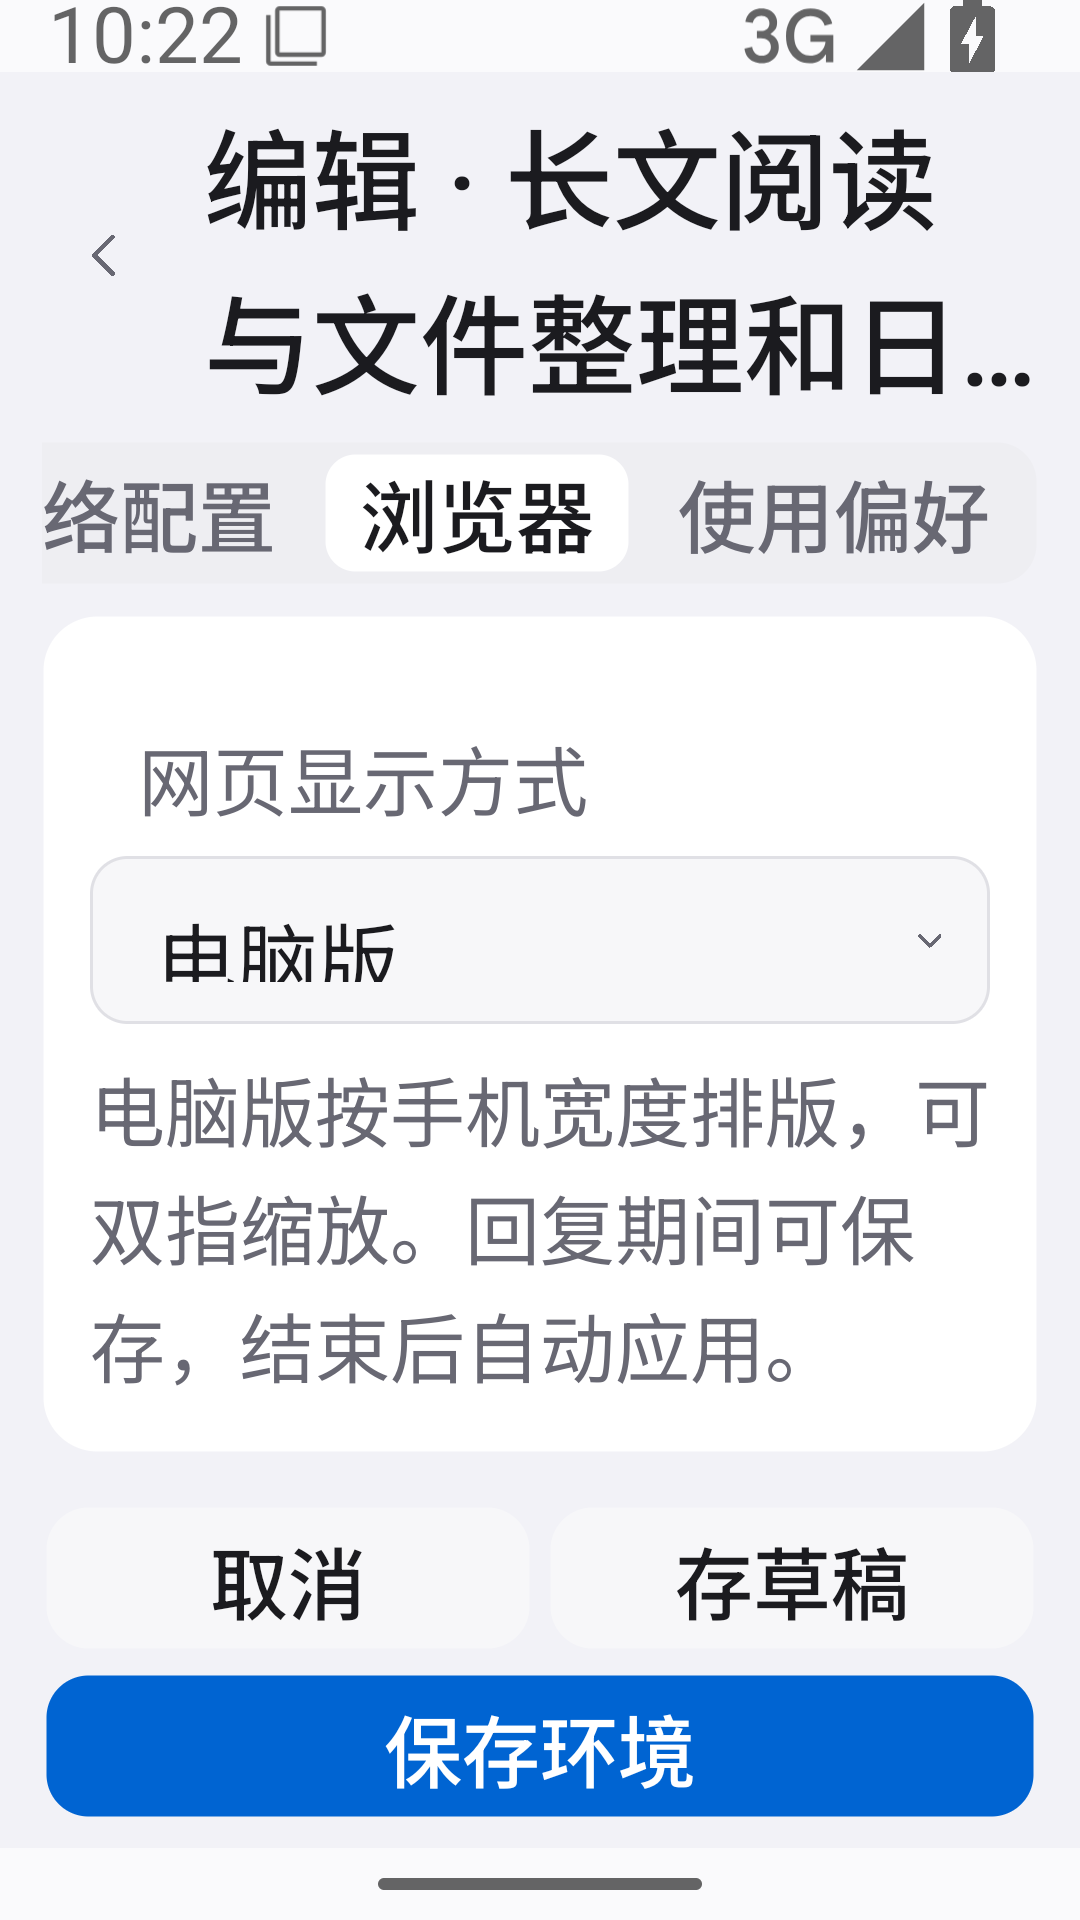 10:22 3G
编辑 · 长文阅读
与文件整理和日...
络配置 浏览器 使用偏好
网页显示方式
电脑版
电脑版按手机宽度排版，可
双指缩放。回复期间可保
存，结束后自动应用。
取消 存草稿
保存环境